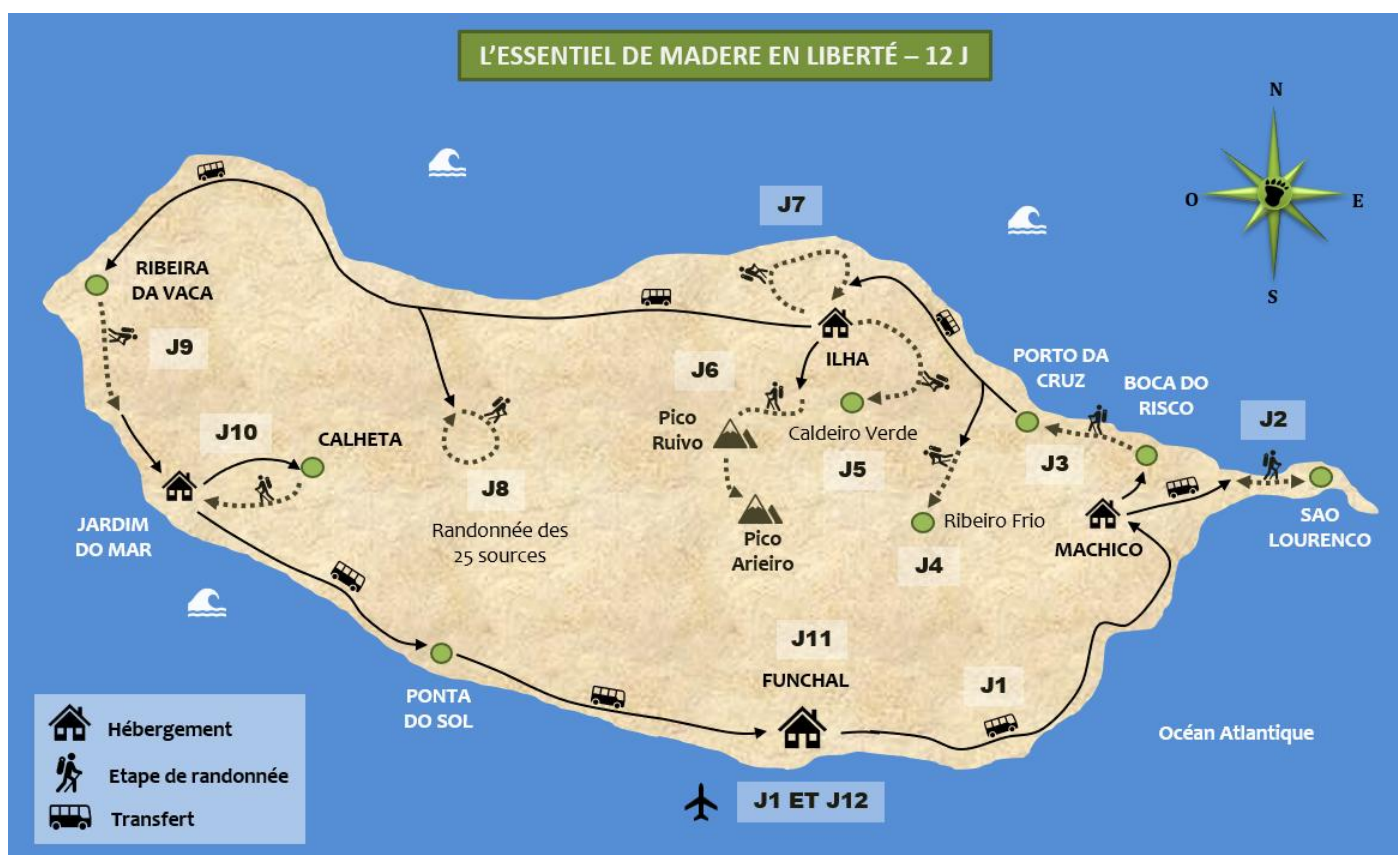 L'ESSENTIEL DE MADERE EN LIBERTÉ – 12 J
N
O
E
S
J7
RIBEIRA
DA VACA
J9
ILHA
J6
PORTO DA
CRUZ
BOCA DO
RISCO
J2
J10
CALHETA
Pico
Ruivo
Caldeiro Verde
J5
J3
J8
Randonnée des
25 sources
JARDIM
DO MAR
Pico
Arieiro
Ribeiro Frio
J4
MACHICO
SAO
LOURENCO
J11
FUNCHAL
J1
PONTA
DO SOL
Océan Atlantique
Hébergement
Etape de randonnée
Transfert
J1 ET J12